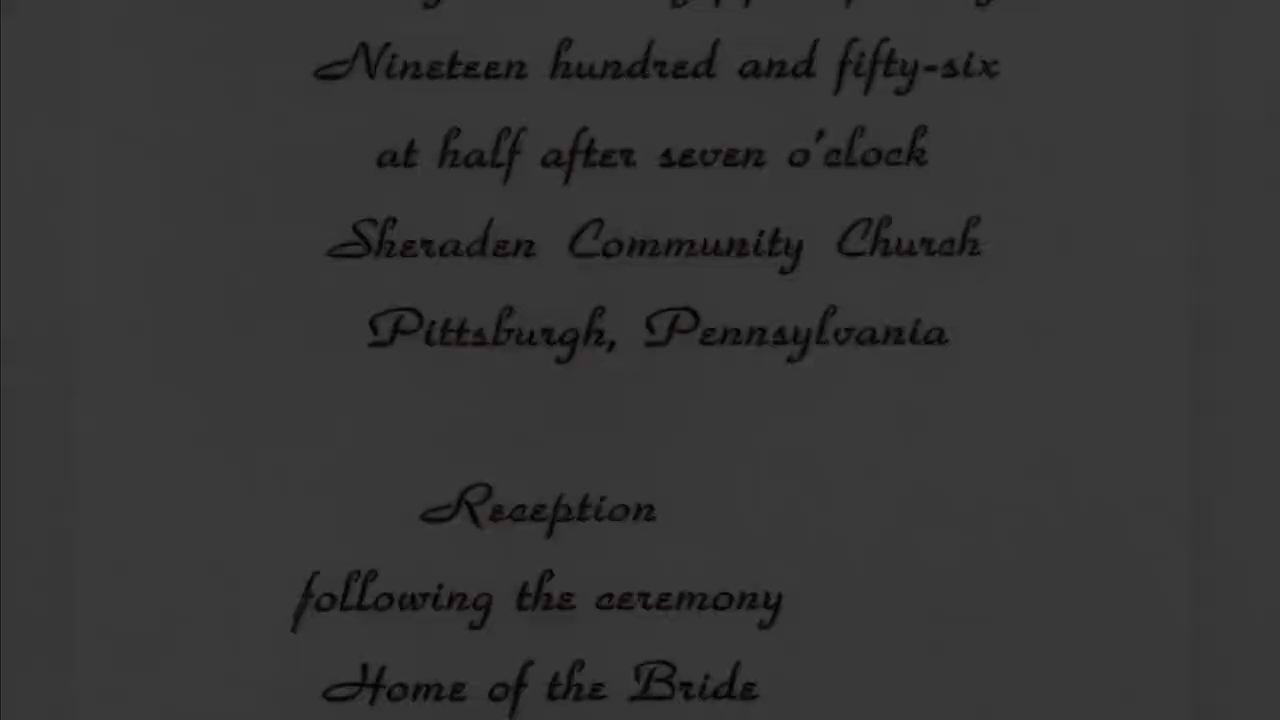 Nineteen hundred and fifty-six
at half after seven o'clock
Sheraden Community Church
Pittsburgh, Pennsylvania
Reception
following the ceremony
Home of the Bride